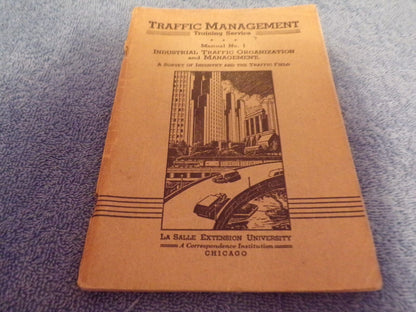 TRAFFIC MANAGEMENT
Training Service
Manual No. 1
INDUSTRIAL TRAFFIC ORGANIZATION
and MANAGEMENT
A SURVEY OF INDUSTRY AND THE TRAFFIC FIELD
LA SALLE EXTENSION UNIVERSITY
A Correspondence Institution
CHICAGO